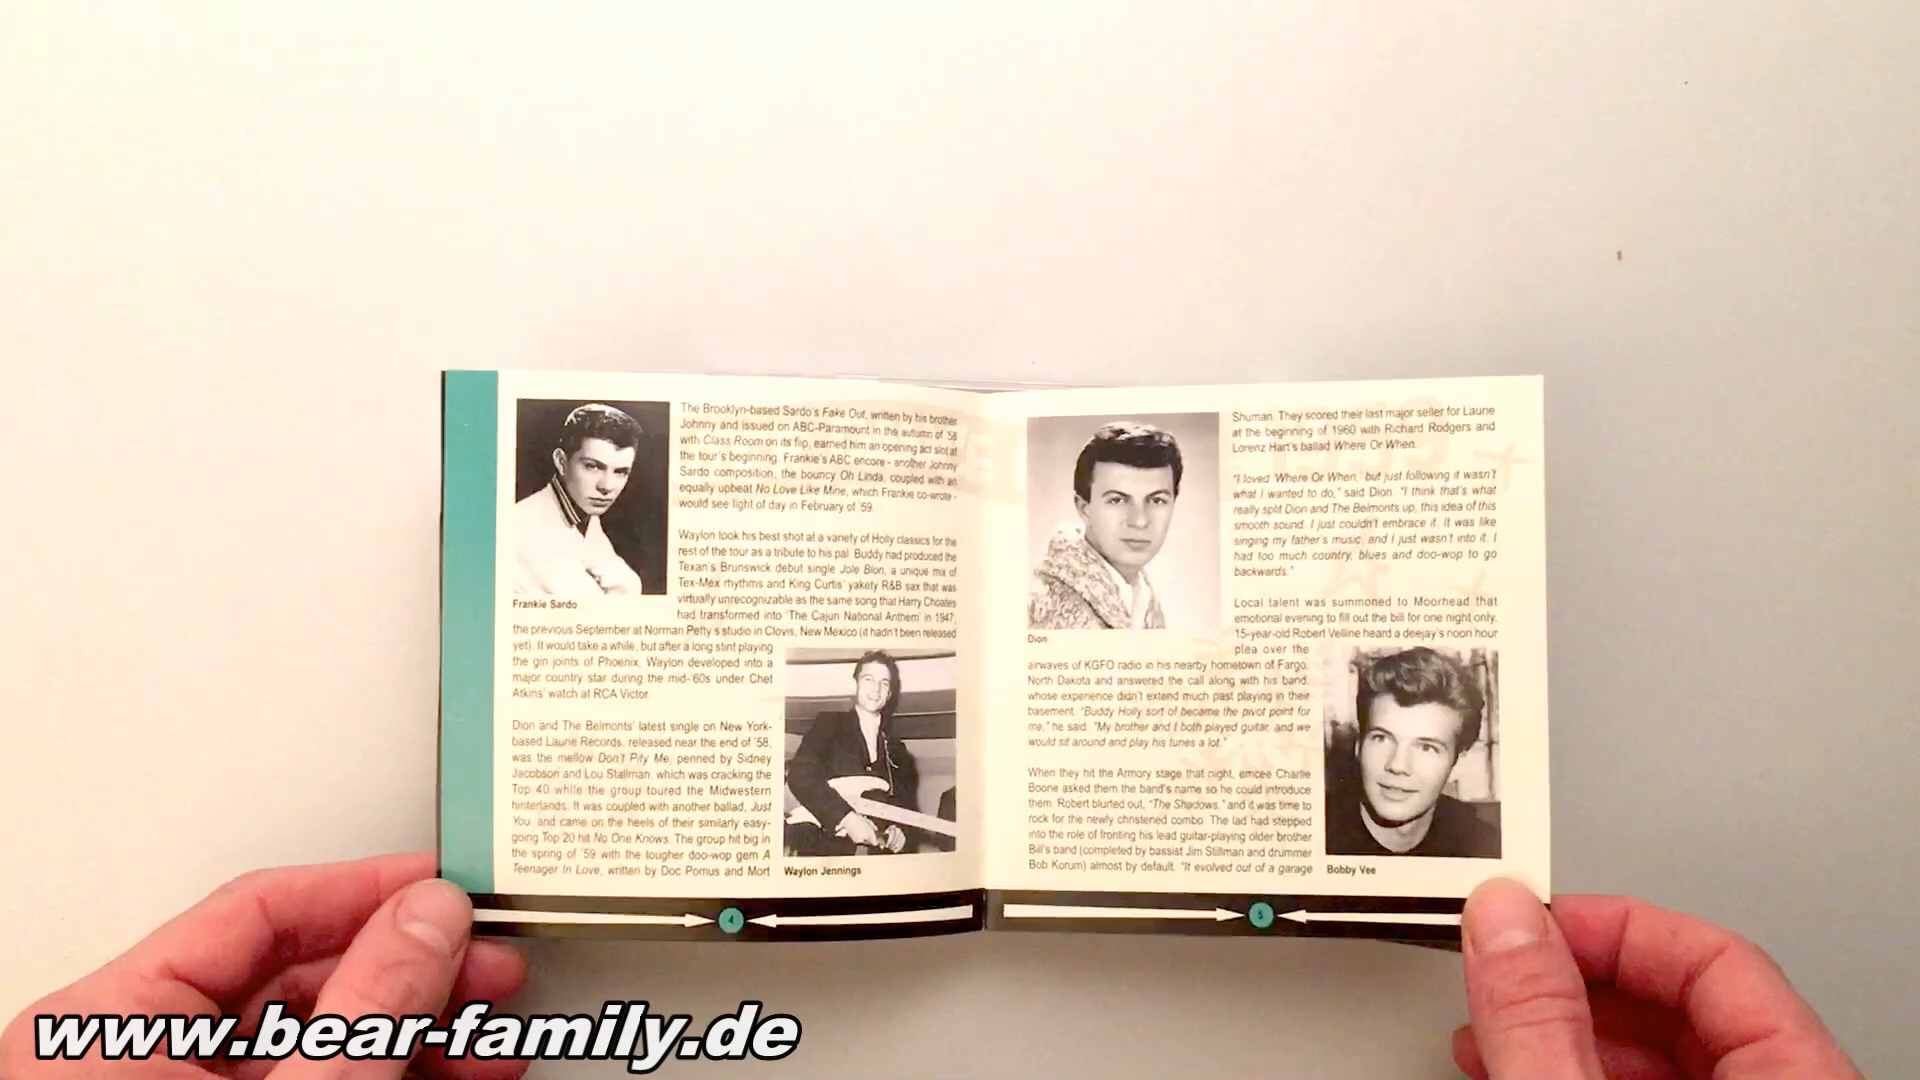 The Brooklyn-based Sardo's Fake Out, written by his brother
Johnny and issued on ABC-Paramount in the autumn of '58
with Class Room on its flip, earned him an opening act slot at
the tour's beginning. Frankie's ABC encore - another Johnny
Sardo composition, the bouncy Oh Linda, coupled with an
equally upbeat No Love Like Mine, which Frankie co-wrote -
would see light of day in February of '59.
Waylon took his best shot at a variety of Holly classics for the
rest of the tour as a tribute to his pal. Buddy had produced the
Texan's Brunswick debut single Jole Blon, a unique mix of
Tex-Mex rhythms and King Curtis' yakety R&B sax that was
virtually unrecognizable as the same song that Harry Choates
had transformed into 'The Cajun National Anthem' in 1947,
the previous September at Norman Petty's studio in Clovis, New Mexico (it hadn't been released
yet). It would take a while, but after a long stint playing
the gin joints of Phoenix, Waylon developed into a
major country star during the mid-'60s under Chet
Atkins' watch at RCA Victor.
Dion and The Belmonts' latest single on New York-
based Laurie Records, released near the end of '58,
was the mellow Don't Pity Me, penned by Sidney
Jacobson and Lou Stallman, which was cracking the
Top 40 while the group toured the Midwestern
hinterlands. It was coupled with another ballad, Just
You, and came on the heels of their similarly easy-
going Top 20 hit No One Knows. The group hit big in
the spring of '59 with the tougher doo-wop gem A
Teenager In Love, written by Doc Pomus and Mort
Frankie Sardo
Waylon Jennings
4
Shuman. They scored their last major seller for Laurie
at the beginning of 1960 with Richard Rodgers and
Lorenz Hart's ballad Where Or When.
"I loved 'Where Or When,' but just following it wasn't
what I wanted to do," said Dion. "I think that's what
really split Dion and The Belmonts up, this idea of this
smooth sound. I just couldn't embrace it. It was like
singing my father's music, and I just wasn't into it. I
had too much country, blues and doo-wop to go
backwards."
Local talent was summoned to Moorhead that
emotional evening to fill out the bill for one night only.
15-year-old Robert Velline heard a deejay's noon hour
plea over the
airwaves of KGFO radio in his nearby hometown of Fargo,
North Dakota and answered the call along with his band,
whose experience didn't extend much past playing in their
basement. "Buddy Holly sort of became the pivot point for
me," he said. "My brother and I both played guitar, and we
would sit around and play his tunes a lot."
When they hit the Armory stage that night, emcee Charlie
Boone asked them the band's name so he could introduce
them. Robert blurted out, "The Shadows," and it was time to
rock for the newly christened combo. The lad had stepped
into the role of fronting his lead guitar-playing older brother
Bill's band (completed by bassist Jim Stillman and drummer
Bob Korum) almost by default. "It evolved out of a garage
Dion
Bobby Vee
5
www.bear-family.de